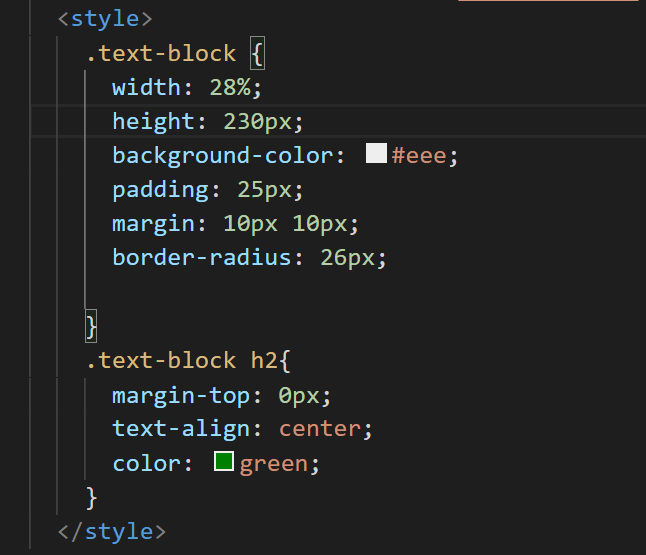 <style>
.text-block {
width: 28%;
height: 230px;
background-color: #eee;
padding: 25px;
margin: 10px 10px;
border-radius: 26px;
}
.text-block h2{
margin-top: 0px;
text-align: center;
color: green;
}
</style>